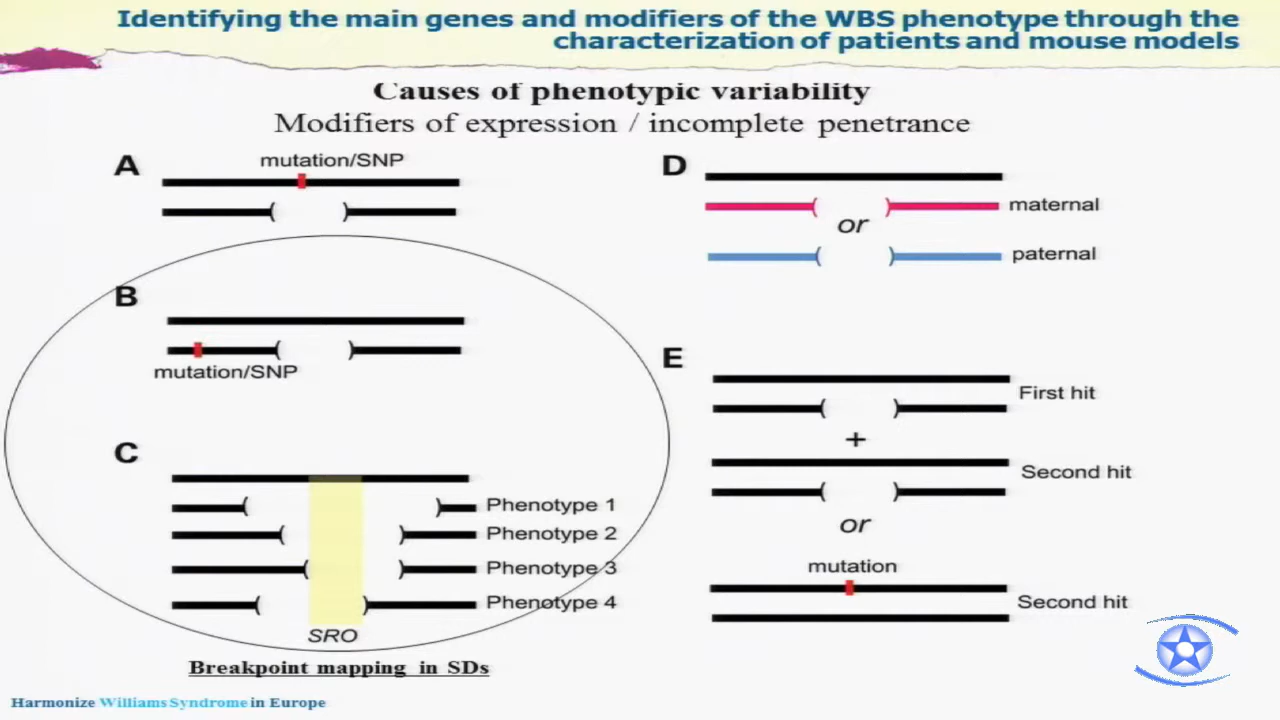 Identifying the main genes and modifiers of the WBS phenotype through the
characterization of patients and mouse models
Causes of phenotypic variability
Modifiers of expression / incomplete penetrance
A
mutation/SNP
B
mutation/SNP
C
Phenotype 1
Phenotype 2
Phenotype 3
Phenotype 4
SRO
Breakpoint mapping in SDs
D
maternal
or
paternal
E
First hit
+
Second hit
or
mutation
Second hit
Harmonize Williams Syndrome in Europe